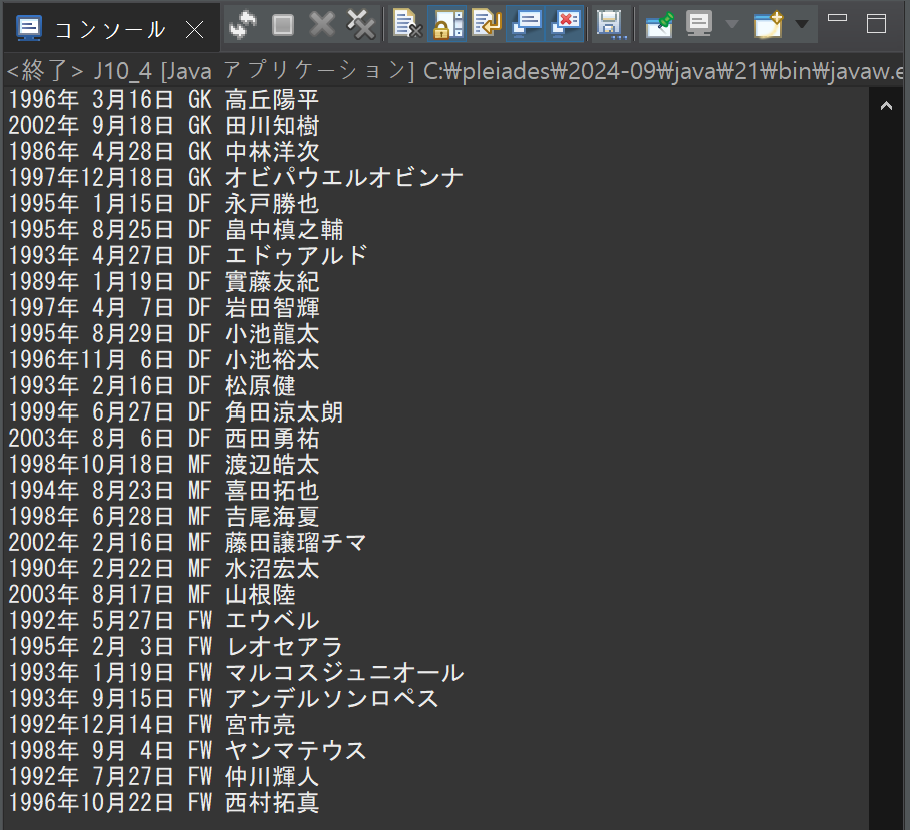 コンソール
<終了> J10_4 [Java アプリケーション] C:\pleiades\2024-09\java\21\bin\javaw.e
1996年 3月16日 GK 高丘陽平
2002年 9月18日 GK 田川知樹
1986年 4月28日 GK 中林洋次
1997年12月18日 GK オビパウエルオビンナ
1995年 1月15日 DF 永戸勝也
1995年 8月25日 DF 畠中槙之輔
1993年 4月27日 DF エドゥアルド
1989年 1月19日 DF 實藤友紀
1997年 4月 7日 DF 岩田智輝
1995年 8月29日 DF 小池龍太
1996年11月 6日 DF 小池裕太
1993年 2月16日 DF 松原健
1999年 6月27日 DF 角田涼太朗
2003年 8月 6日 DF 西田勇祐
1998年10月18日 MF 渡辺皓太
1994年 8月23日 MF 喜田拓也
1998年 6月28日 MF 吉尾海夏
2002年 2月16日 MF 藤田譲瑠チマ
1990年 2月22日 MF 水沼宏太
2003年 8月17日 MF 山根陸
1992年 5月27日 FW エウベル
1995年 2月 3日 FW レオセアラ
1993年 1月19日 FW マルコスジュニオール
1993年 9月15日 FW アンデルソンロペス
1992年12月14日 FW 宮市亮
1998年 9月 4日 FW ヤンマテウス
1992年 7月27日 FW 仲川輝人
1996年10月22日 FW 西村拓真